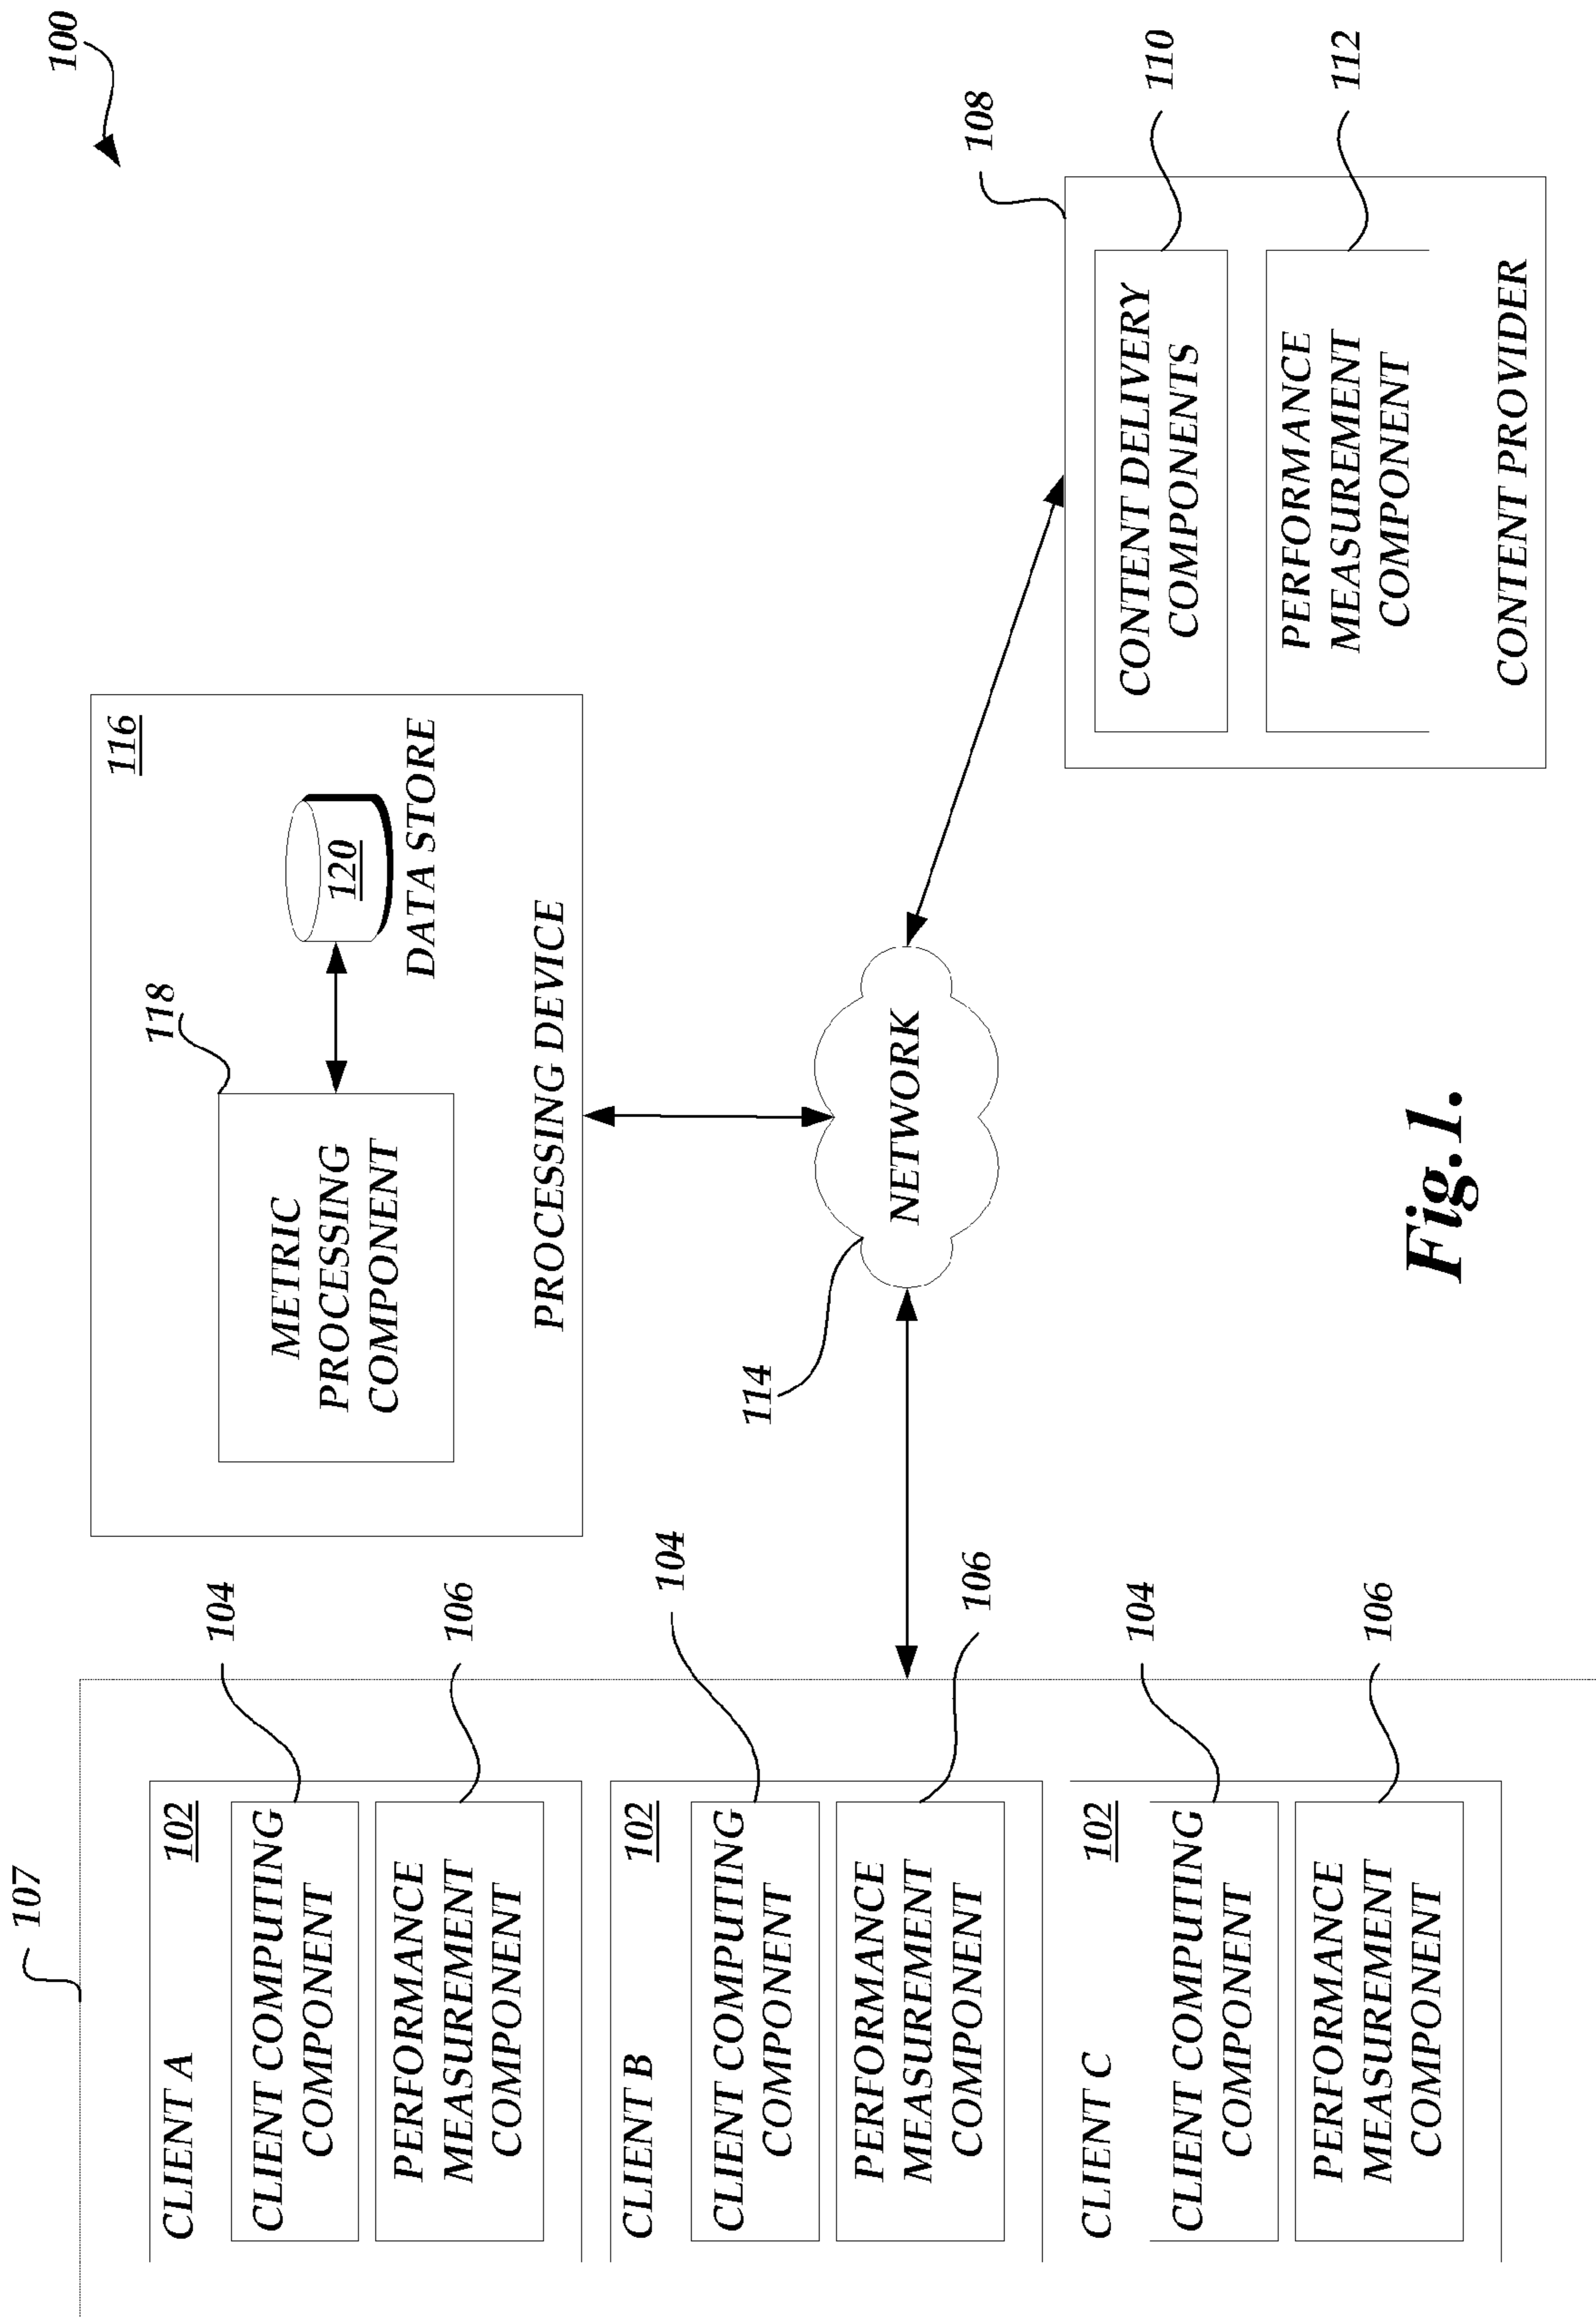 100
107
CLIENT A
102
CLIENT COMPUTING
COMPONENT
104
PERFORMANCE
MEASUREMENT
COMPONENT
106
CLIENT B
102
CLIENT COMPUTING
COMPONENT
104
PERFORMANCE
MEASUREMENT
COMPONENT
106
CLIENT C
102
CLIENT COMPUTING
COMPONENT
104
PERFORMANCE
MEASUREMENT
COMPONENT
106
116
118
METRIC
PROCESSING
COMPONENT
120
DATA STORE
PROCESSING DEVICE
114
NETWORK
108
CONTENT DELIVERY
COMPONENTS
110
PERFORMANCE
MEASUREMENT
COMPONENT
112
CONTENT PROVIDER
Fig.1.